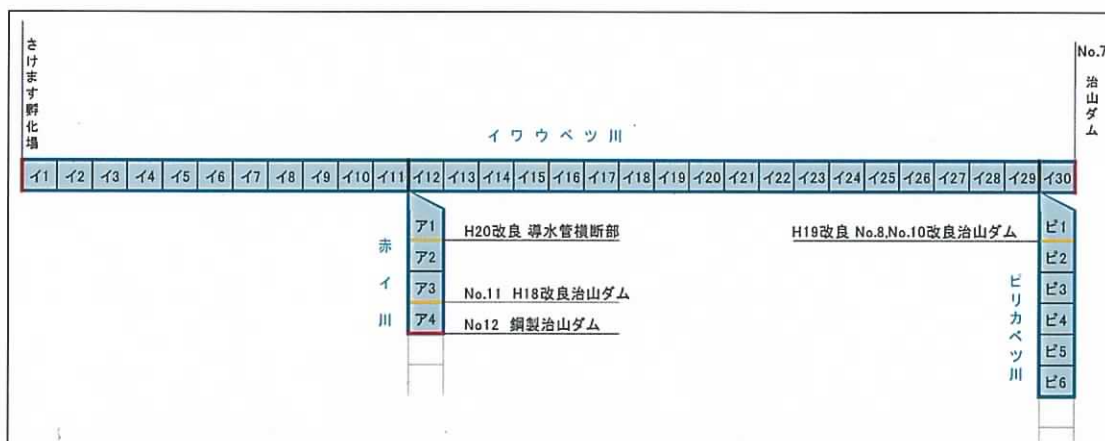 さけます孵化場
No.7
治山ダム
イワウベツ川
イ1 イ2 イ3 イ4 イ5 イ6 イ7 イ8 イ9 イ10 イ11 イ12 イ13 イ14 イ15 イ16 イ17 イ18 イ19 イ20 イ21 イ22 イ23 イ24 イ25 イ26 イ27 イ28 イ29 イ30
赤イ川
ア1
H20改良 導水管横断部
ア2
ア3
No.11 H18改良治山ダム
ア4
No12 鋼製治山ダム
H19改良 No.8,No.10改良治山ダム
ピ1
ピ2
ピ3
ピ4
ピ5
ピ6
ピリカベツ川